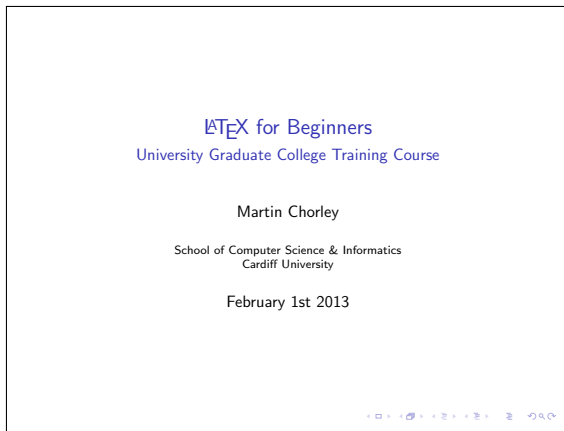 LATEX for Beginners
University Graduate College Training Course
Martin Chorley
School of Computer Science & Informatics
Cardiff University
February 1st 2013